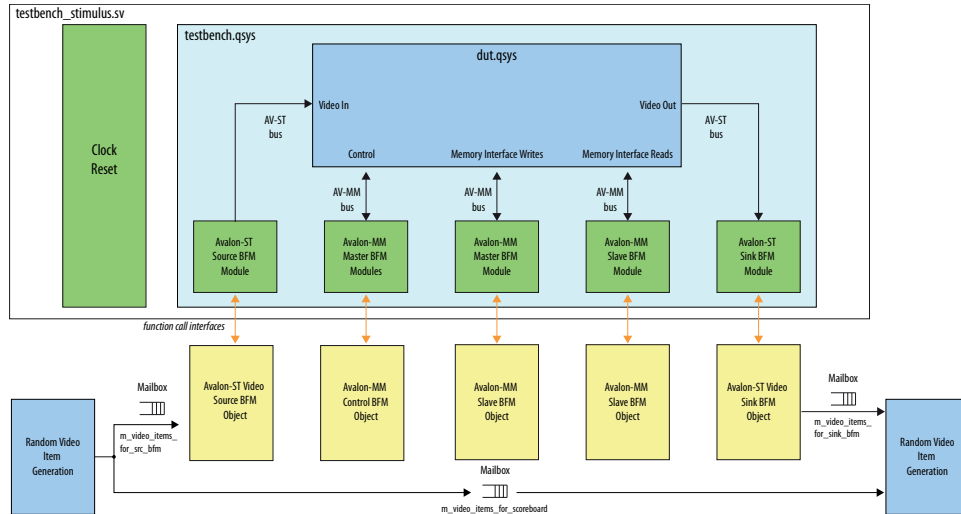 testbench_stimulus.sv
testbench.qsys
dut.qsys
Video In
Video Out
AV-ST
bus
AV-ST
bus
Clock
Reset
Control
Memory Interface Writes
Memory Interface Reads
AV-MM
bus
AV-MM
bus
AV-MM
bus
Avalon-ST
Source BFM
Module
Avalon-MM
Master BFM
Modules
Avalon-MM
Master BFM
Module
Avalon-MM
Slave BFM
Module
Avalon-ST
Sink BFM
Module
function call interfaces
Avalon-ST Video
Source BFM
Object
Avalon-MM
Control BFM
Object
Avalon-MM
Slave BFM
Object
Avalon-MM
Slave BFM
Object
Avalon-ST Video
Sink BFM
Object
Mailbox
m_video_items_
for_src_bfm
Mailbox
m_video_items_
for_sink_bfm
Random Video
Item
Generation
Random Video
Item
Generation
Mailbox
m_video_items_for_scoreboard